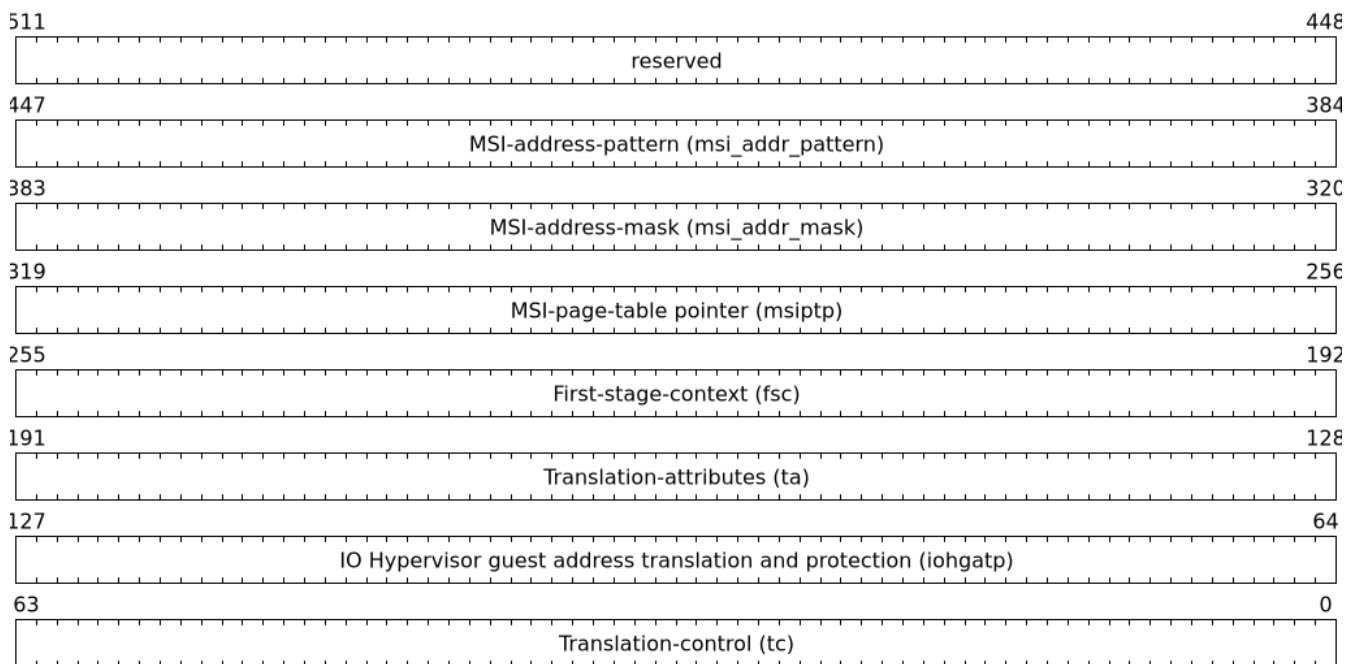 511 448
reserved
447 384
MSI-address-pattern (msi_addr_pattern)
383 320
MSI-address-mask (msi_addr_mask)
319 256
MSI-page-table pointer (msiptp)
255 192
First-stage-context (fsc)
191 128
Translation-attributes (ta)
127 64
IO Hypervisor guest address translation and protection (iohgatp)
63 0
Translation-control (tc)